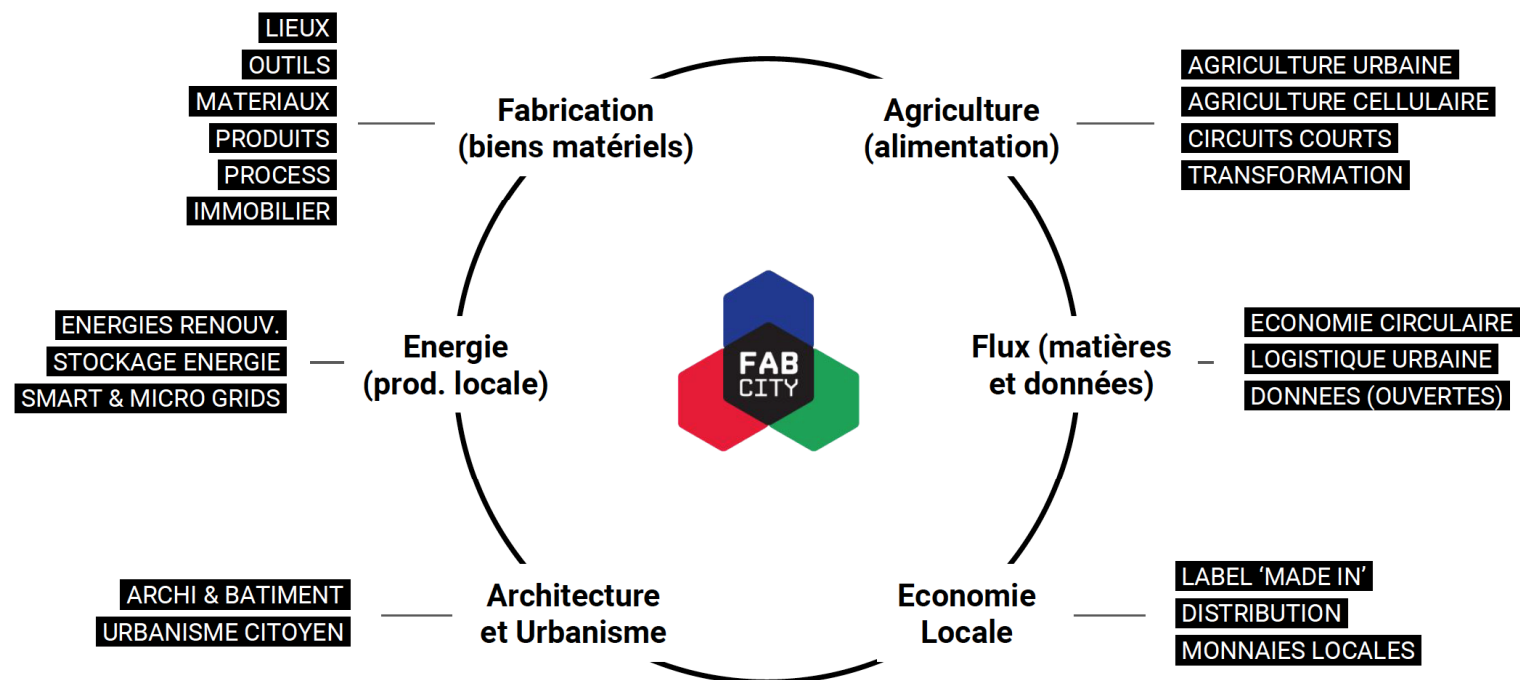 LIEUX
OUTILS
MATERIAUX
PRODUITS
PROCESS
IMMOBILIER
Fabrication
(biens matériels)
Agriculture
(alimentation)
AGRICULTURE URBAINE
AGRICULTURE CELLULAIRE
CIRCUITS COURTS
TRANSFORMATION
ENERGIES RENOUV.
STOCKAGE ENERGIE
SMART & MICRO GRIDS
Energie
(prod. locale)
FAB
CITY
Flux (matières
et données)
ECONOMIE CIRCULAIRE
LOGISTIQUE URBAINE
DONNEES (OUVERTES)
ARCHI & BATIMENT
URBANISME CITOYEN
Architecture
et Urbanisme
Economie
Locale
LABEL ‘MADE IN’
DISTRIBUTION
MONNAIES LOCALES